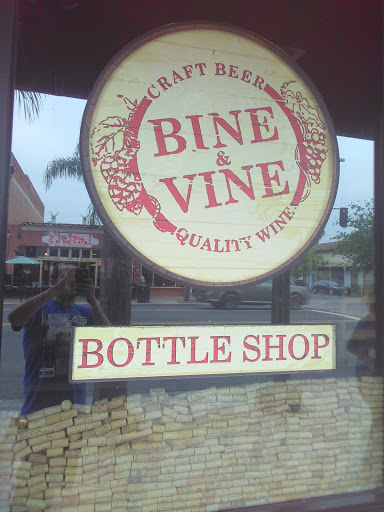 CRAFT BEER
BINE
&
VINE
QUALITY WINE
BOTTLE SHOP